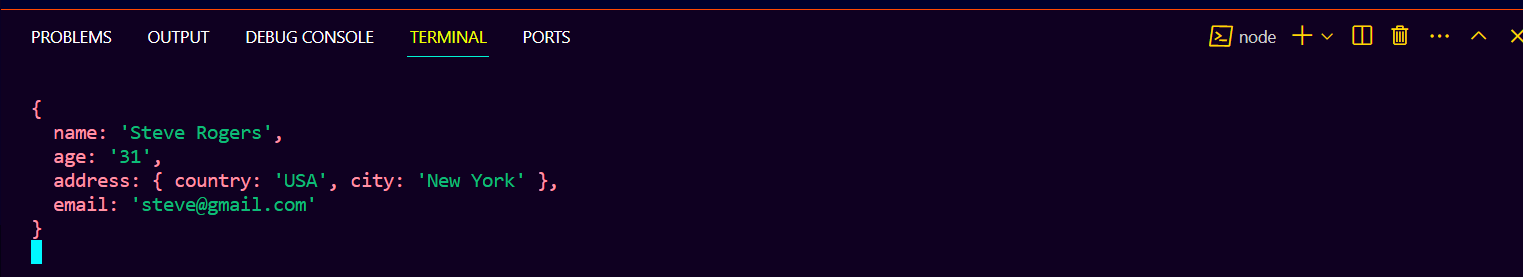 PROBLEMS OUTPUT DEBUG CONSOLE TERMINAL PORTS node
{
  name: 'Steve Rogers',
  age: '31',
  address: { country: 'USA', city: 'New York' },
  email: 'steve@gmail.com'
}